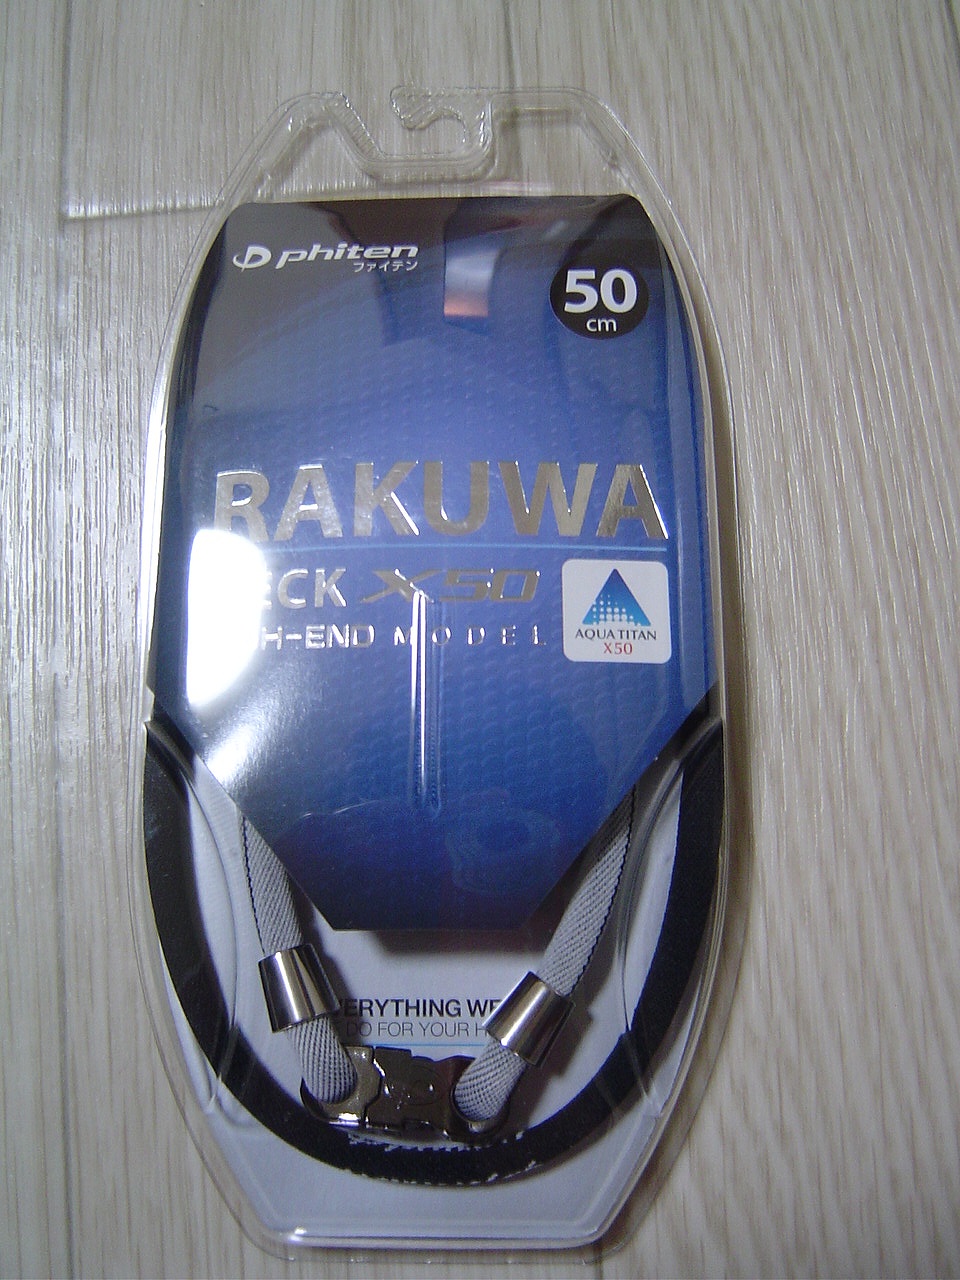 phiten
ファイテン
50
cm
RAKUWA
ECK X50
H-END MODEL
AQUA TITAN
X50
VERYTHING WE
DO FOR YOUR H